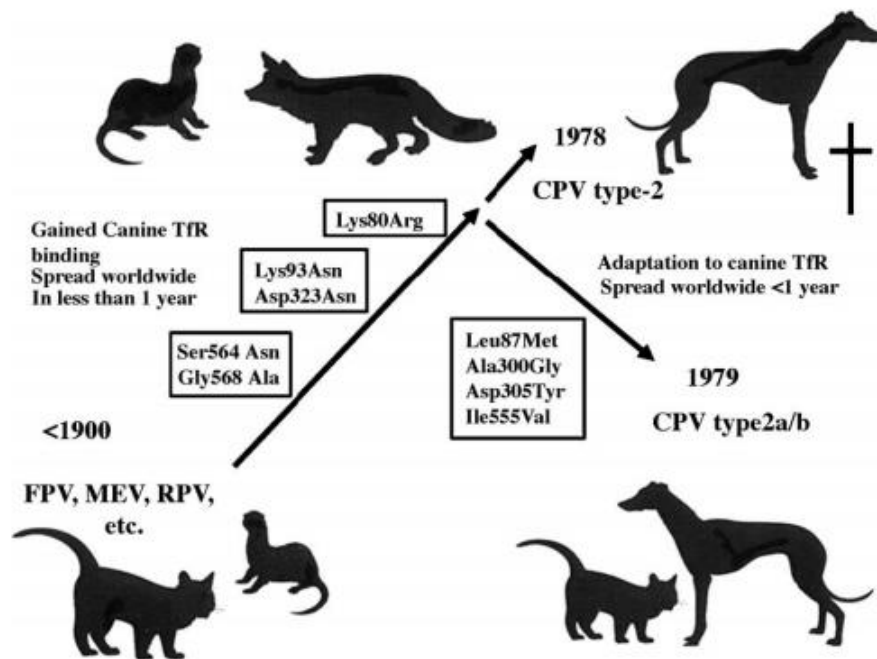 1978
CPV type-2
Lys80Arg
Gained Canine TfR
binding
Spread worldwide
In less than 1 year
Lys93Asn
Asp323Asn
Adaptation to canine TfR
Spread worldwide <1 year
Ser564 Asn
Gly568 Ala
Leu87Met
Ala300Gly
Asp305Tyr
Ile555Val
1979
CPV type2a/b
<1900
FPV, MEV, RPV,
etc.